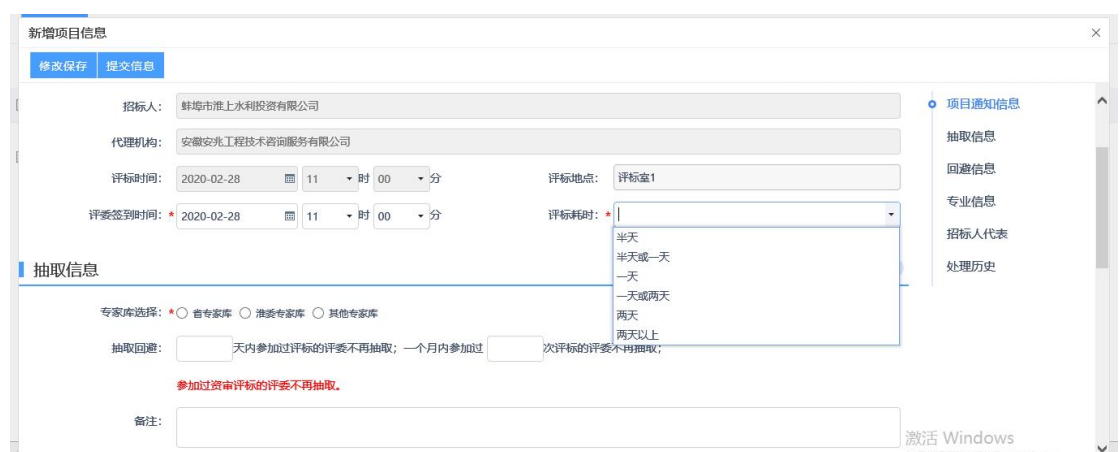 新增项目信息
修改保存 提交信息
招标人： 蚌埠市淮上水利投资有限公司
代理机构： 安徽安兆工程技术咨询服务有限公司
评标时间： 2020-02-28 11 时 00 分 评标地点： 评标室1
评委签到时间： * 2020-02-28 11 时 00 分 评标耗时： *
半天
半天或一天
一天
一天或两天
两天
两天以上
抽取信息
专家库选择： * 省专家库 淮委专家库 其他专家库
抽取回避： 天内参加过评标的评委不再抽取；一个月内参加过 次评标的评委不再抽取；
参加过资审评标的评委不再抽取。
备注：
项目通知信息
抽取信息
回避信息
专业信息
招标人代表
处理历史
激活 Windows